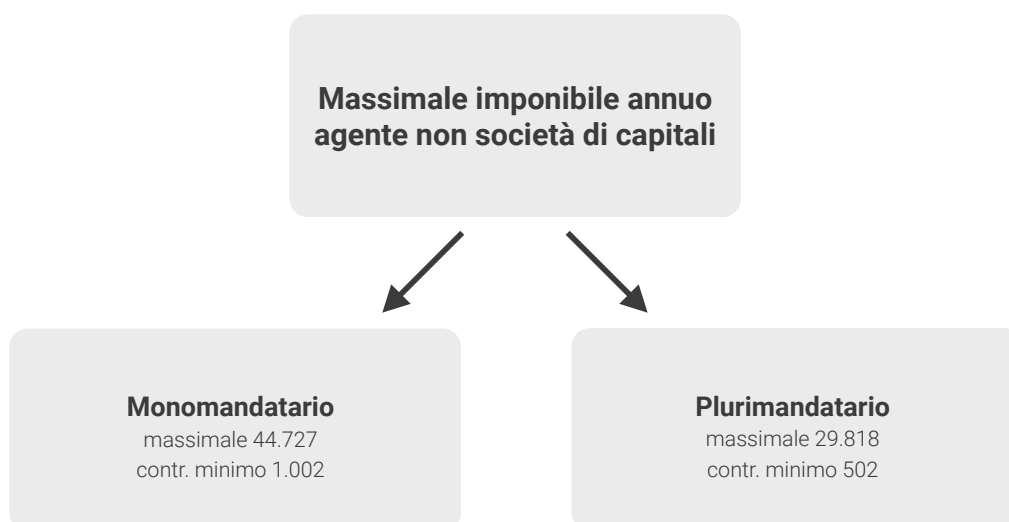 Massimale imponibile annuo
agente non società di capitali
Monomandatario
massimale 44.727
contr. minimo 1.002
Plurimandatario
massimale 29.818
contr. minimo 502